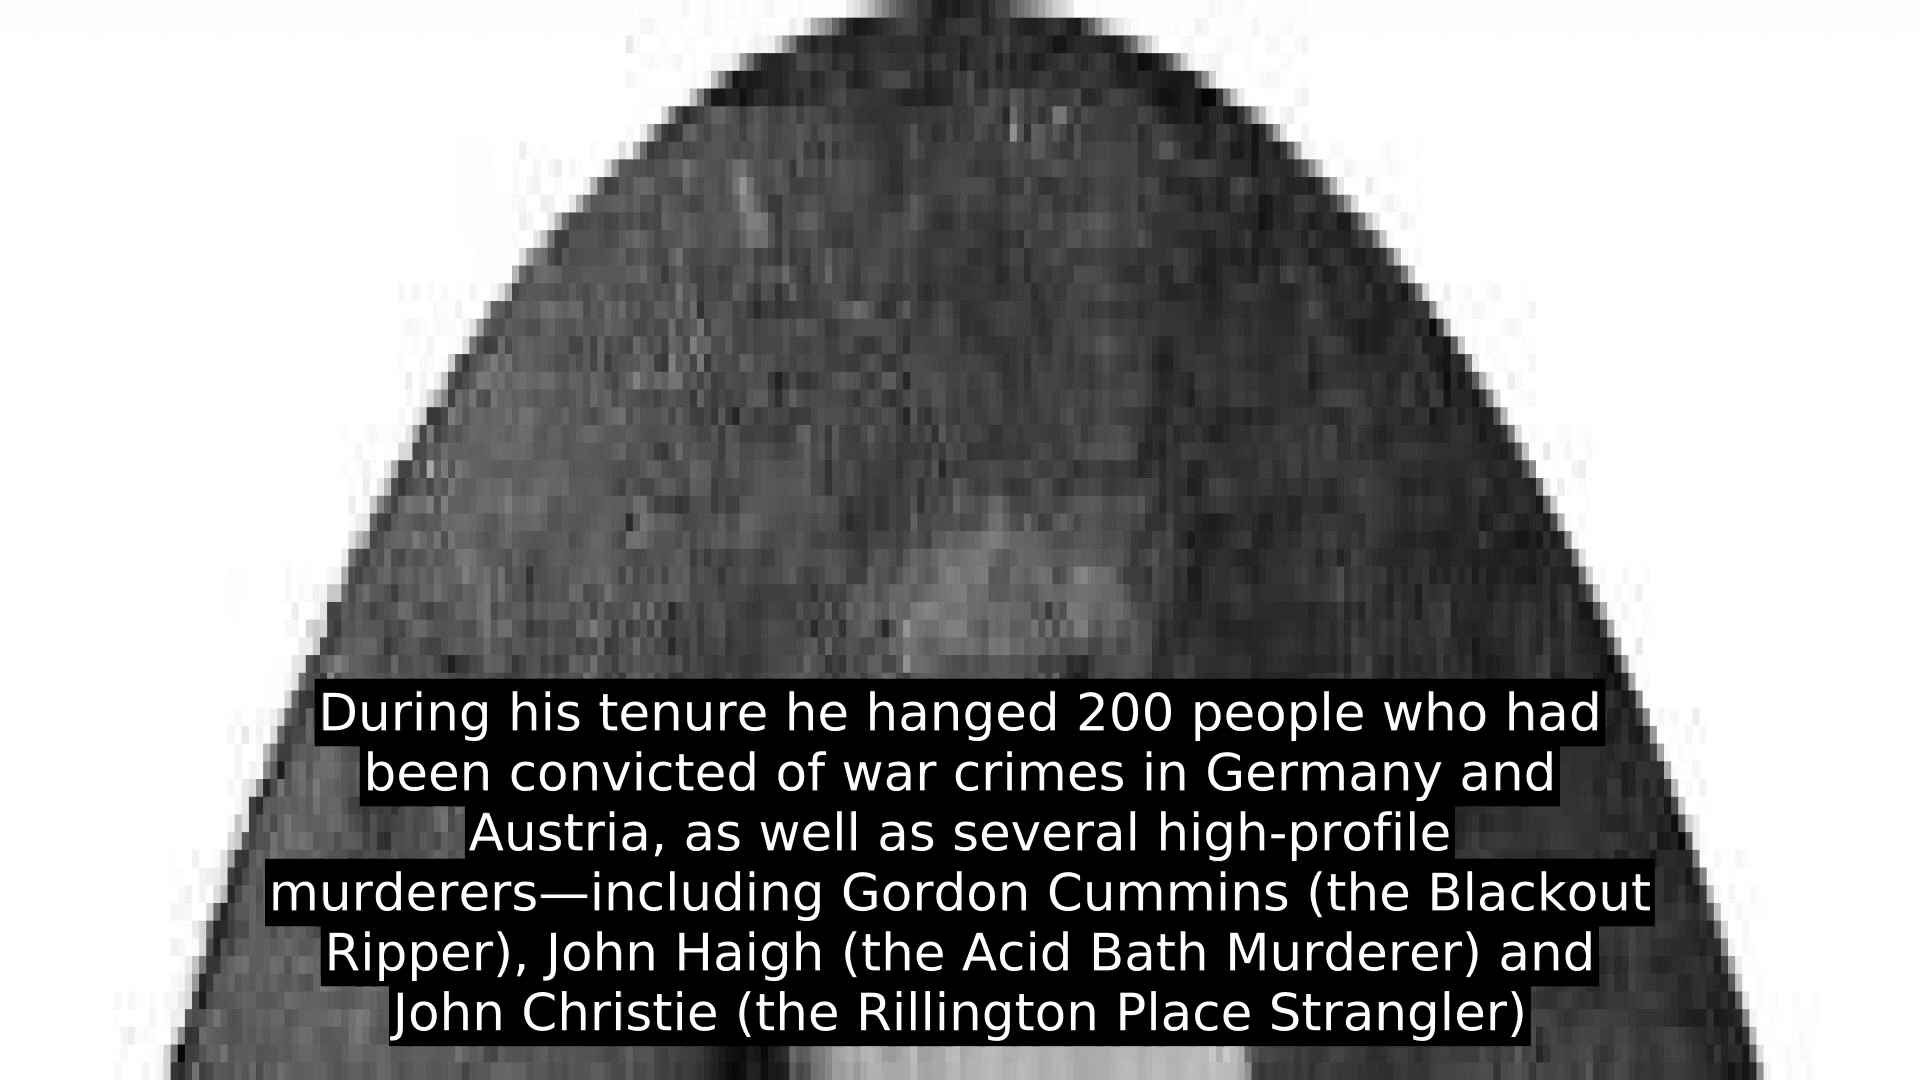 During his tenure he hanged 200 people who had
been convicted of war crimes in Germany and
Austria, as well as several high-profile
murderers—including Gordon Cummins (the Blackout
Ripper), John Haigh (the Acid Bath Murderer) and
John Christie (the Rillington Place Strangler)